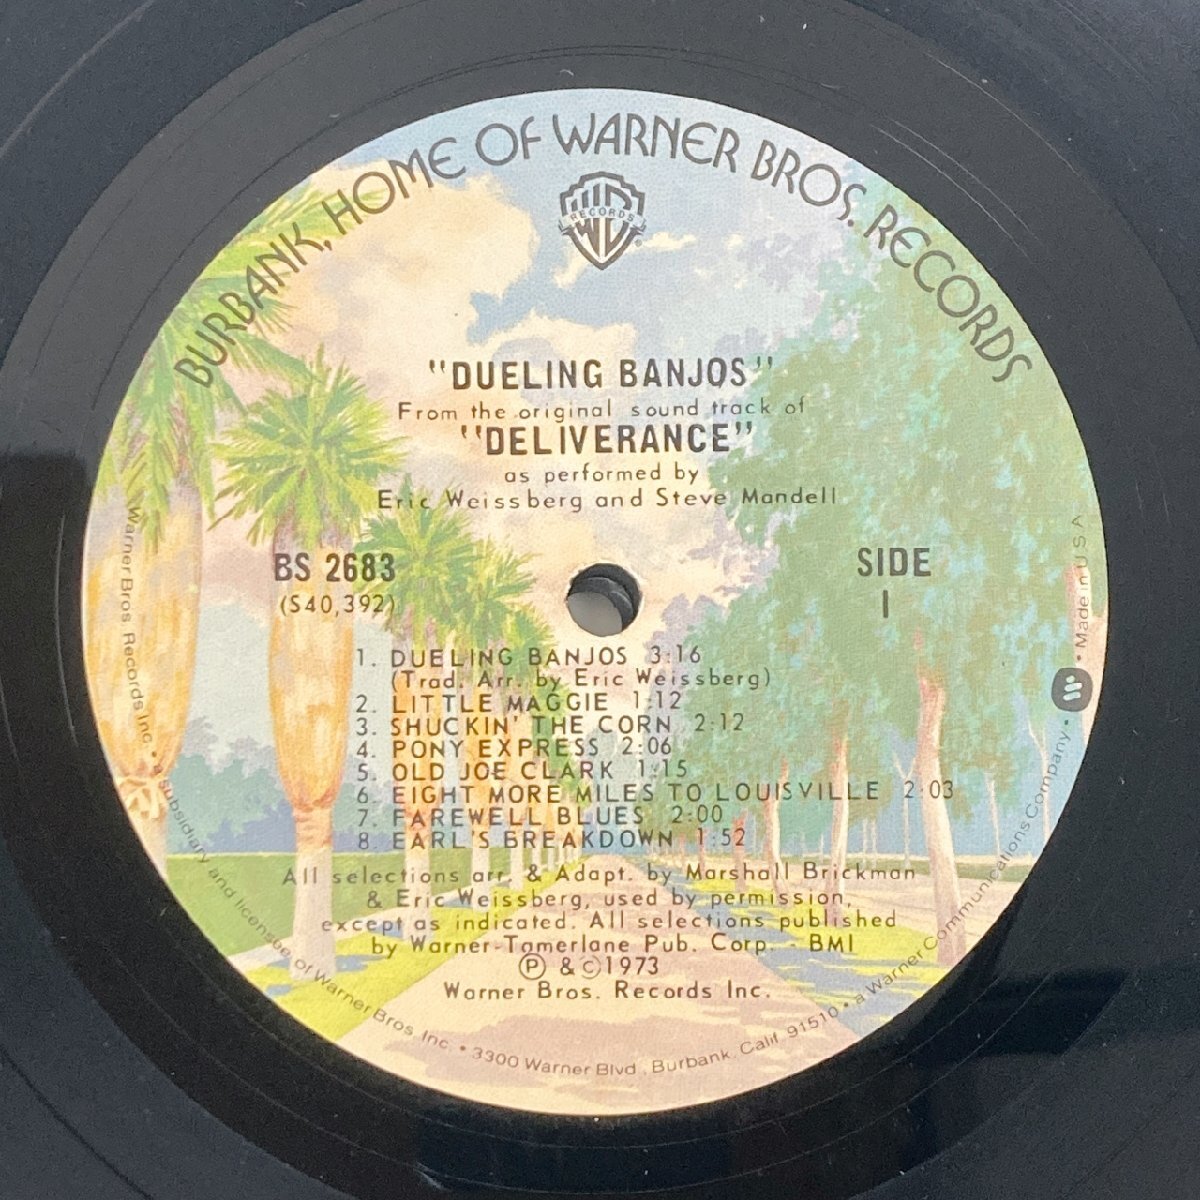 BURBANK, HOME OF WARNER BROS. RECORDS
RECORDS
"DUELING BANJOS"
From the original sound track of
"DELIVERANCE"
as performed by
Eric Weissberg and Steve Mandell
BS 2683
(S40,392)
SIDE
1
1. DUELING BANJOS 3:16
(Trad. Arr. by Eric Weissberg)
2. LITTLE MAGGIE 1:12
3. SHUCKIN' THE CORN 2:12
4. PONY EXPRESS 2:06
5. OLD JOE CLARK 1:15
6. EIGHT MORE MILES TO LOUISVILLE 2:03
7. FAREWELL BLUES 2:00
8. EARL'S BREAKDOWN 1:52
All selections arr. & Adapt. by Marshall Brickman
& Eric Weissberg, used by permission,
except as indicated. All selections published
by Warner-Tamerlane Pub. Corp. - BMI
Ⓟ & ©1973
Warner Bros. Records Inc.
Warner Bros. Records Inc. • a Subsidiary and licensee of Warner Bros. Inc. • 3300 Warner Blvd., Burbank, Calif. 91510 • a Warner Communications Company • Made in U.S.A.